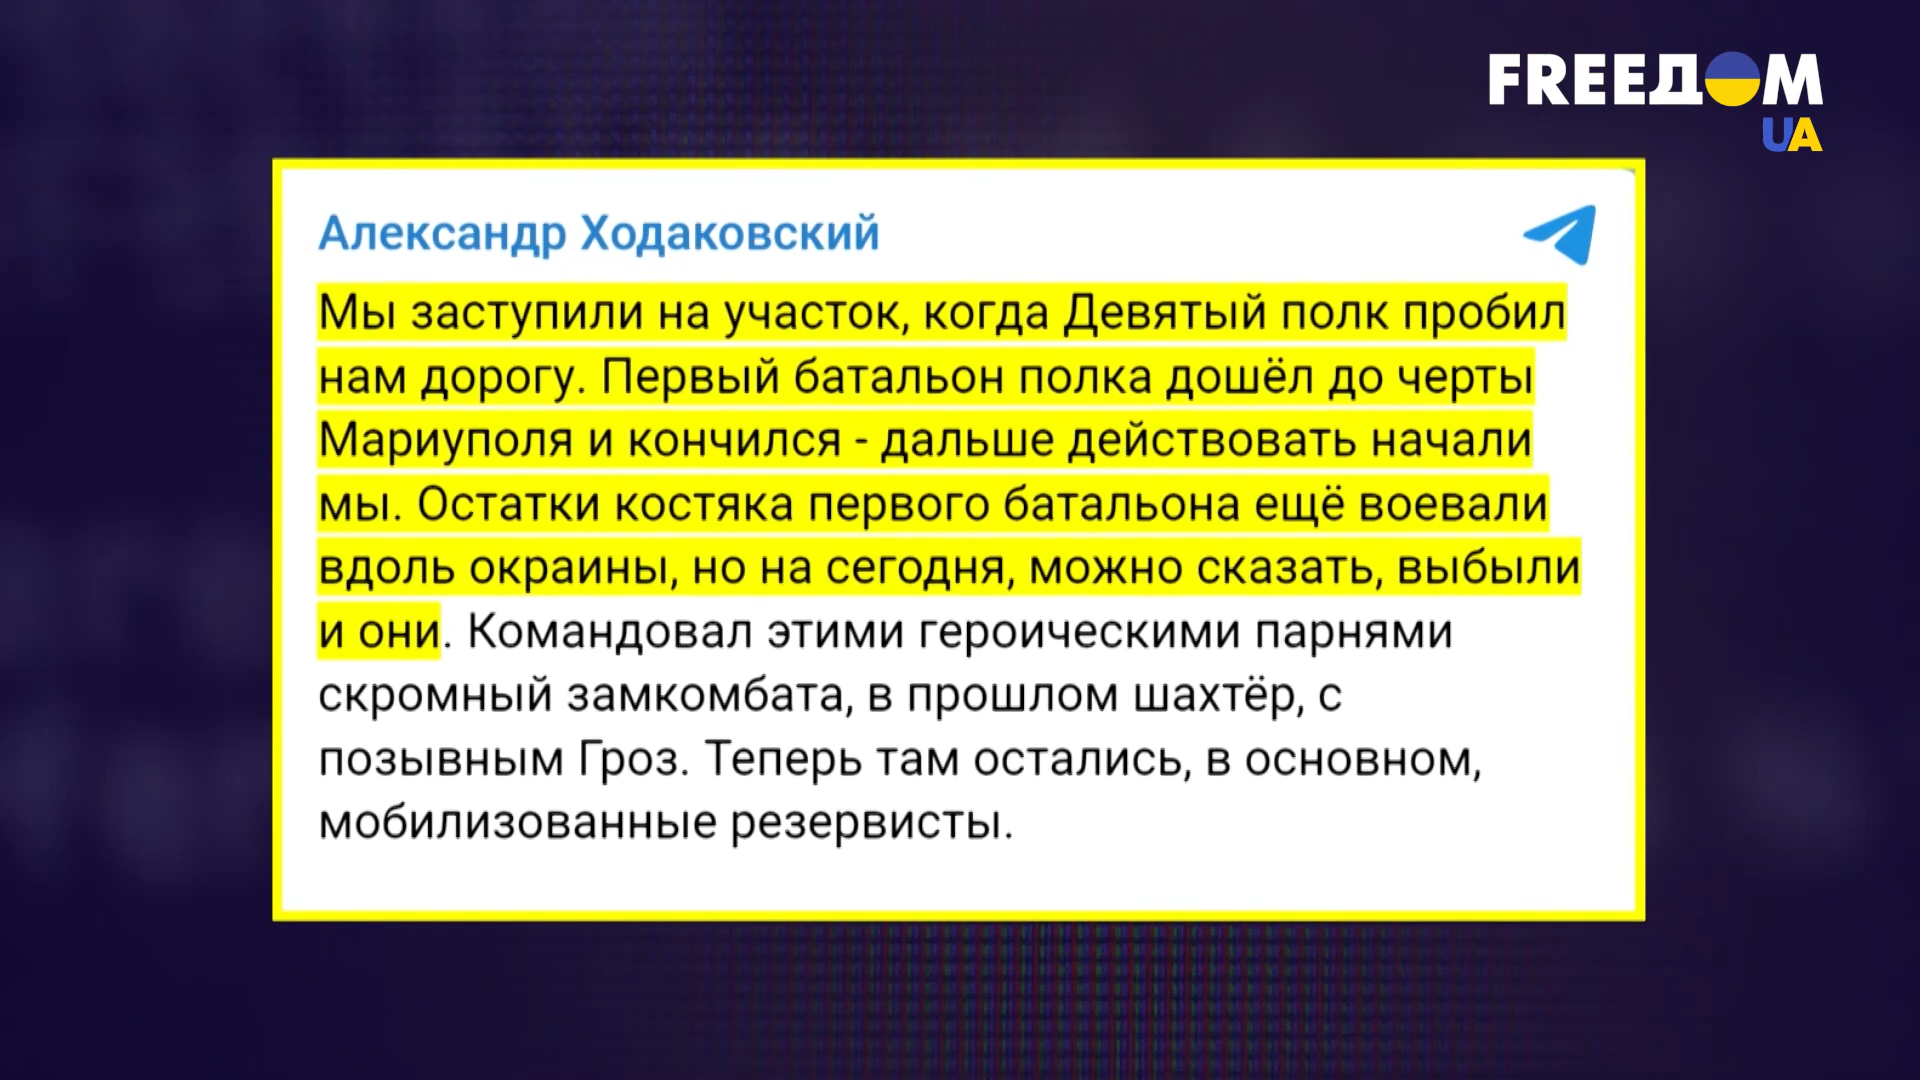 FREEДОМ
UA
Александр Ходаковский
Мы заступили на участок, когда Девятый полк пробил
нам дорогу. Первый батальон полка дошёл до черты
Мариуполя и кончился - дальше действовать начали
мы. Остатки костяка первого батальона ещё воевали
вдоль окраины, но на сегодня, можно сказать, выбыли
и они. Командовал этими героическими парнями
скромный замкомбата, в прошлом шахтёр, с
позывным Гроз. Теперь там остались, в основном,
мобилизованные резервисты.